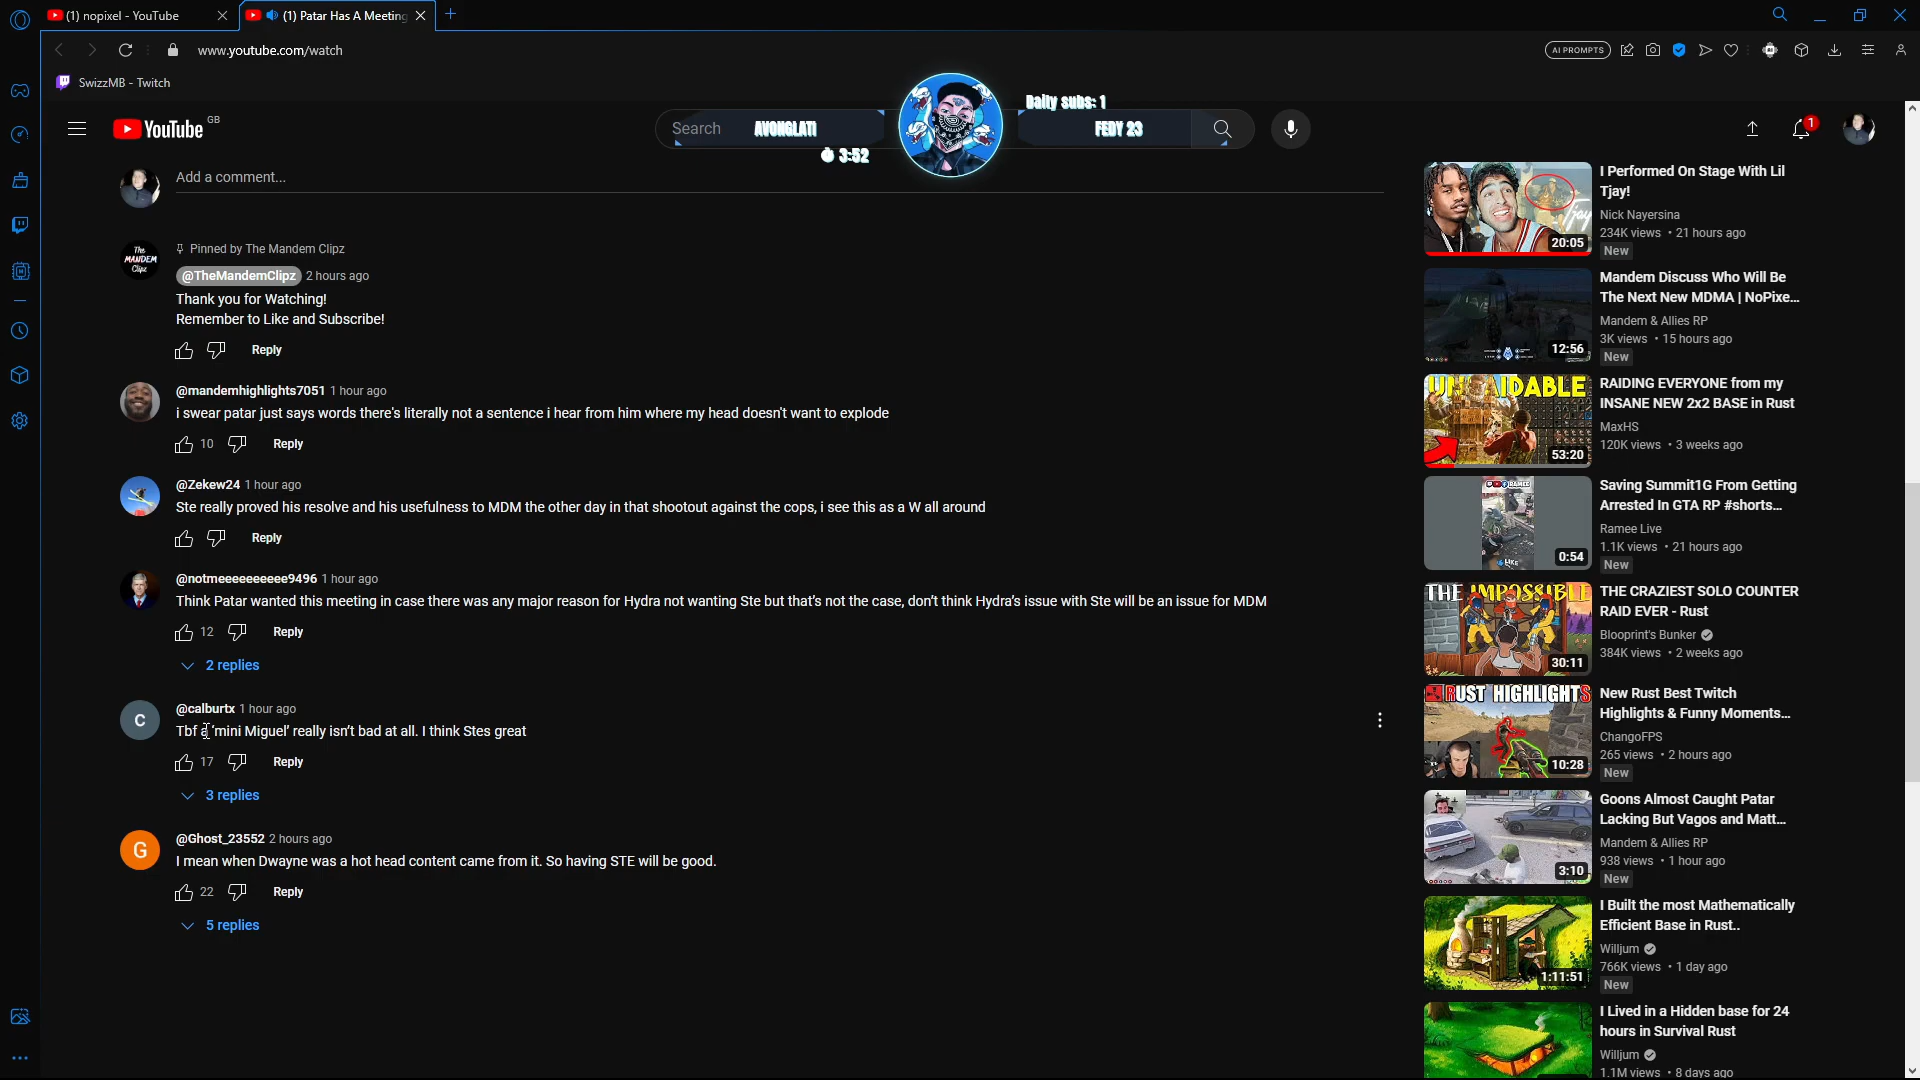 (1) nopixel - YouTube
(1) Patar Has A Meeting
www.youtube.com/watch
AI PROMPTS
SwizzMB - Twitch
YouTube GB
Search
AVONGLATI
3:52
Daily subs: 1
FEDY 23
1
Add a comment...
The MANDEM Clipz
Pinned by The Mandem Clipz
@TheMandemClipz 2 hours ago
Thank you for Watching!
Remember to Like and Subscribe!
Reply
@mandemhighlights7051 1 hour ago
i swear patar just says words there's literally not a sentence i hear from him where my head doesn't want to explode
10 Reply
@Zekew24 1 hour ago
Ste really proved his resolve and his usefulness to MDM the other day in that shootout against the cops, i see this as a W all around
Reply
@notmeeeeeeeeee9496 1 hour ago
Think Patar wanted this meeting in case there was any major reason for Hydra not wanting Ste but that's not the case, don't think Hydra's issue with Ste will be an issue for MDM
12 Reply
2 replies
C
@calburtx 1 hour ago
Tbf a 'mini Miguel' really isn't bad at all. I think Stes great
17 Reply
3 replies
G
@Ghost_23552 2 hours ago
I mean when Dwayne was a hot head content came from it. So having STE will be good.
22 Reply
5 replies
20:05
I Performed On Stage With Lil
Tjay!
Nick Nayersina
234K views • 21 hours ago
New
12:56
Mandem Discuss Who Will Be
The Next New MDMA | NoPixe...
Mandem & Allies RP
3K views • 15 hours ago
New
53:20
RAIDING EVERYONE from my
INSANE NEW 2x2 BASE in Rust
MaxHS
120K views • 3 weeks ago
LIKE
0:54
Saving Summit1G From Getting
Arrested In GTA RP #shorts...
Ramee Live
1.1K views • 21 hours ago
New
THE IMPOSSIBLE
30:11
THE CRAZIEST SOLO COUNTER
RAID EVER - Rust
Blooprint's Bunker
384K views • 2 weeks ago
RUST HIGHLIGHTS
10:28
New Rust Best Twitch
Highlights & Funny Moments...
ChangoFPS
265 views • 2 hours ago
New
3:10
Goons Almost Caught Patar
Lacking But Vagos and Matt...
Mandem & Allies RP
938 views • 1 hour ago
New
1:11:51
I Built the most Mathematically
Efficient Base in Rust..
Willjum
766K views • 1 day ago
New
I Lived in a Hidden base for 24
hours in Survival Rust
Willjum
1.1M views • 8 days ago